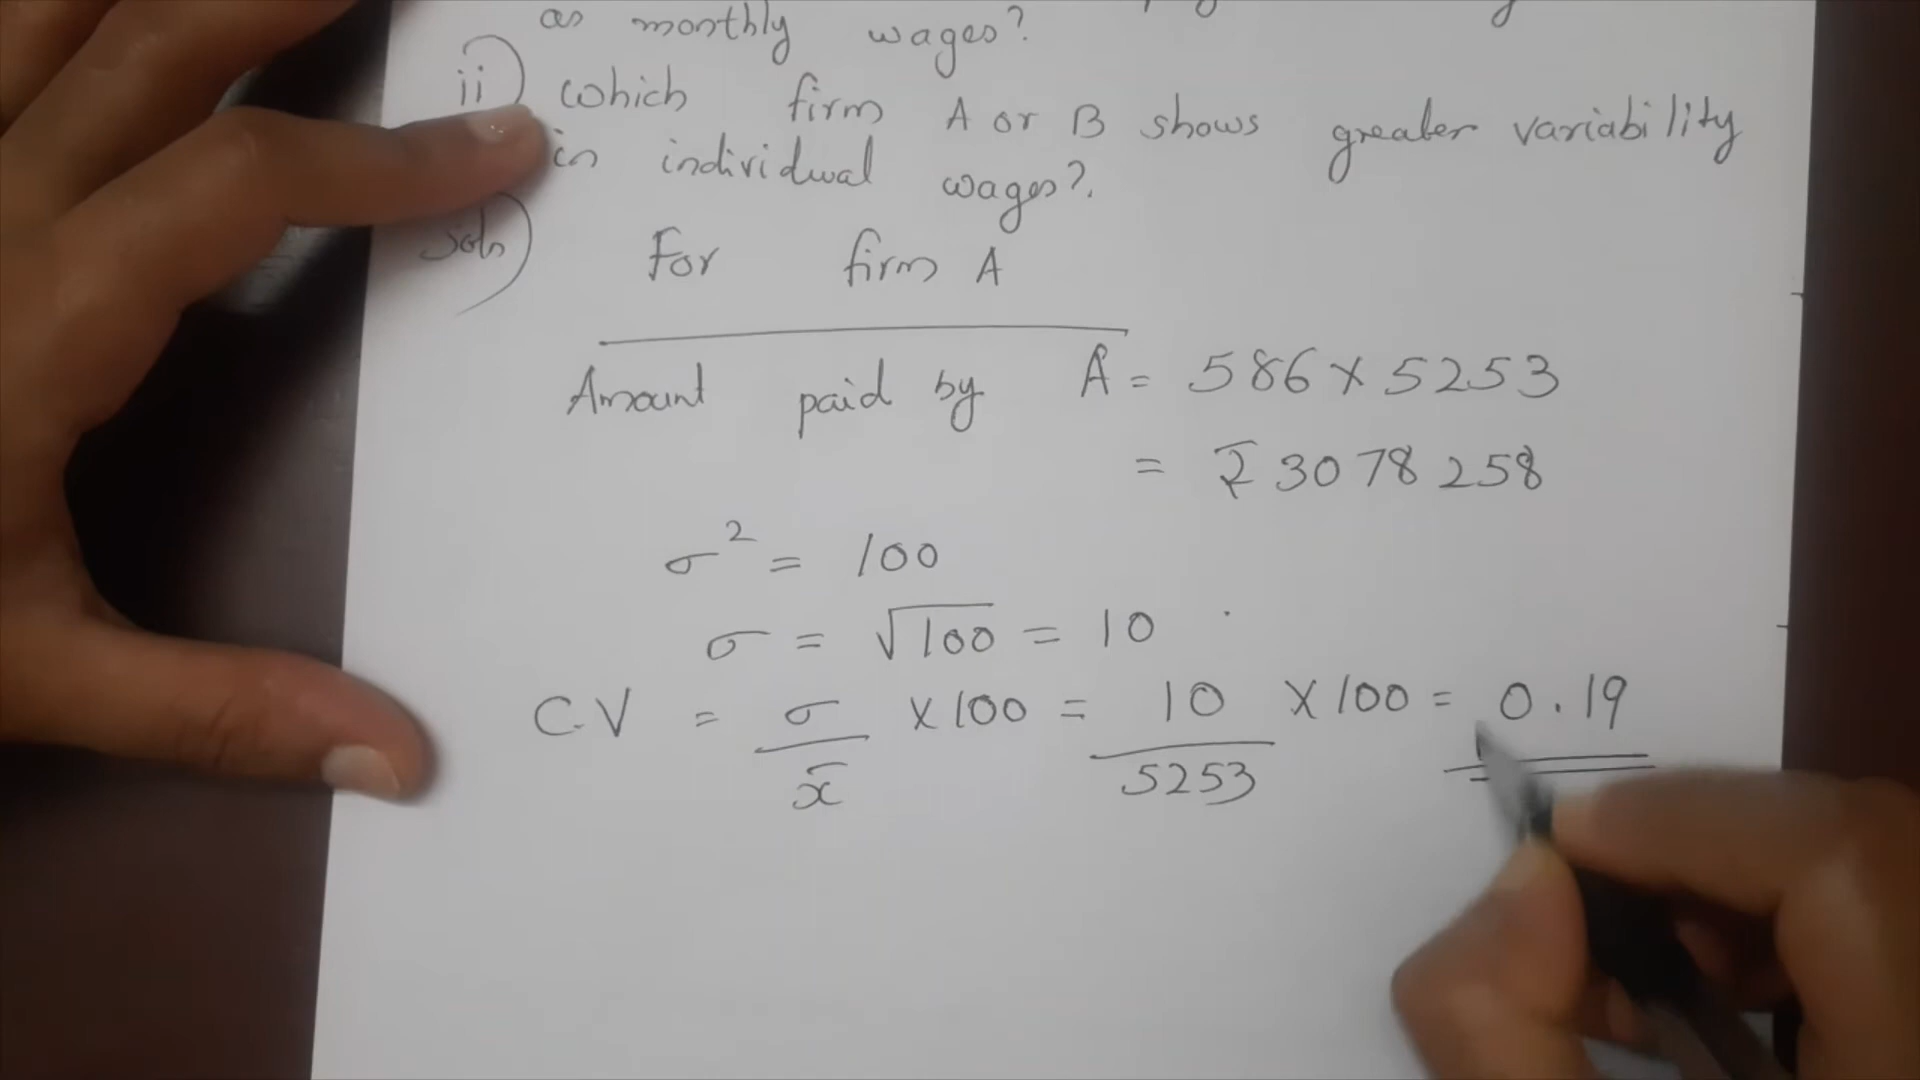 as monthly wages?
ii) which firm A or B shows greater variability
in individual wages?.
soln) For firm A
Amount paid by A = 586 x 5253
= ₹ 3078258
σ² = 100
σ = √100 = 10
C.V = σ/x̄ x 100 = 10/5253 x 100 = 0.19